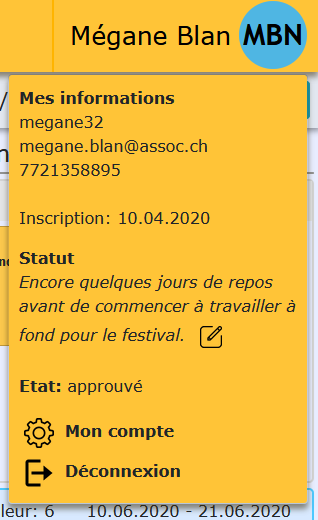 Mégane Blan MBN
/
Mes informations
megane32
megane.blan@assoc.ch
7721358895
Inscription: 10.04.2020
Statut
Encore quelques jours de repos
avant de commencer à travailler à
fond pour le festival.
Etat: approuvé
Mon compte
Déconnexion
leur: 6 10.06.2020 - 21.06.2020